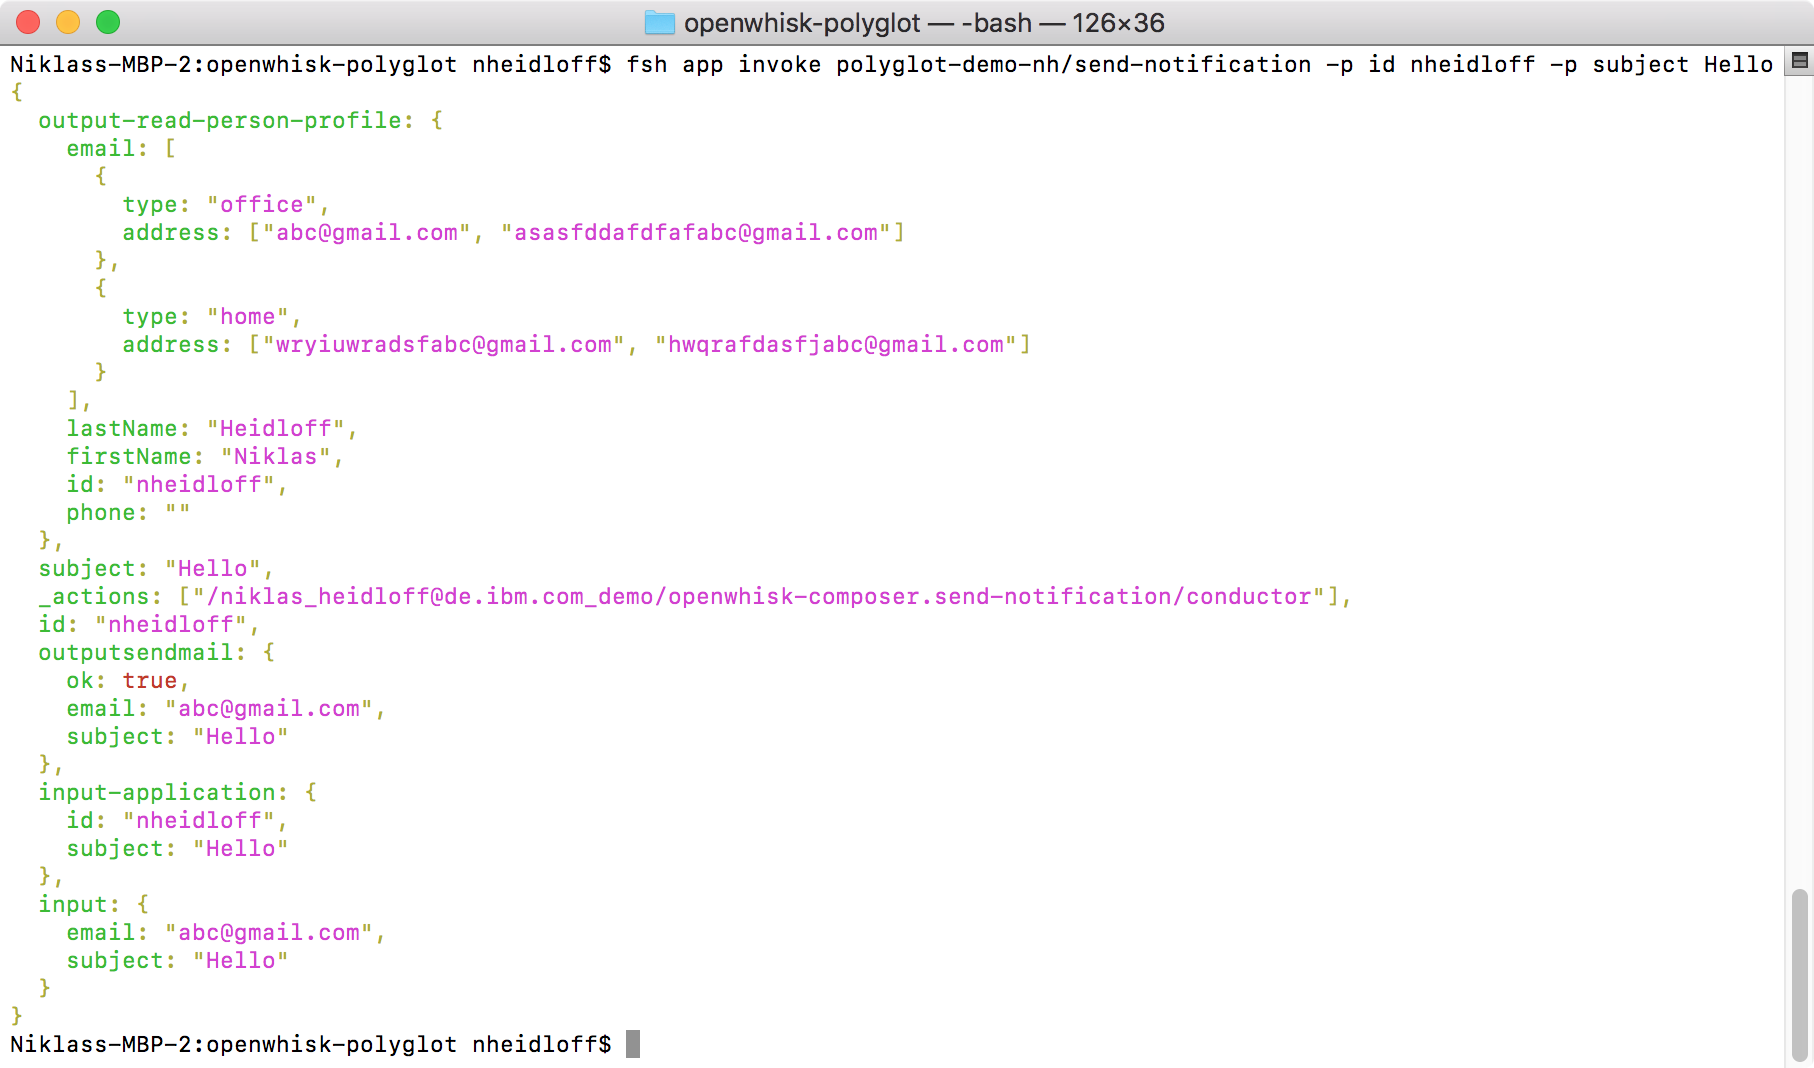 openwhisk-polyglot — -bash — 126×36
Niklass-MBP-2:openwhisk-polyglot nheidloff$ fsh app invoke polyglot-demo-nh/send-notification -p id nheidloff -p subject Hello
{
  output-read-person-profile: {
    email: [
      {
        type: "office",
        address: ["abc@gmail.com", "asasfddafdfafabc@gmail.com"]
      },
      {
        type: "home",
        address: ["wryiuwradsfabc@gmail.com", "hwqrafdasfjabc@gmail.com"]
      }
    ],
    lastName: "Heidloff",
    firstName: "Niklas",
    id: "nheidloff",
    phone: ""
  },
  subject: "Hello",
  _actions: ["/niklas_heidloff@de.ibm.com_demo/openwhisk-composer.send-notification/conductor"],
  id: "nheidloff",
  outputsendmail: {
    ok: true,
    email: "abc@gmail.com",
    subject: "Hello"
  },
  input-application: {
    id: "nheidloff",
    subject: "Hello"
  },
  input: {
    email: "abc@gmail.com",
    subject: "Hello"
  }
}
Niklass-MBP-2:openwhisk-polyglot nheidloff$